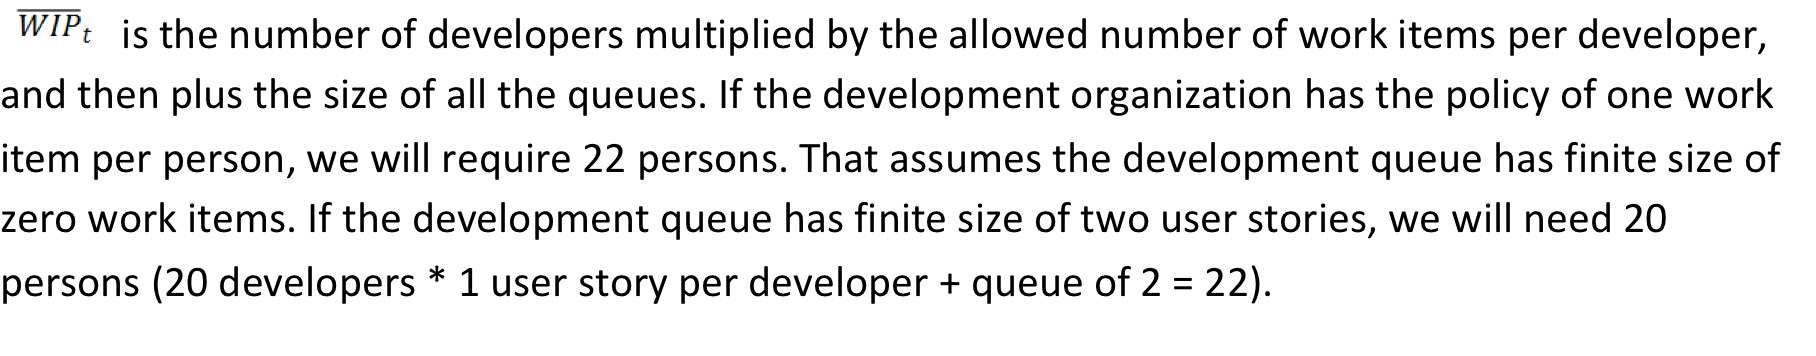 $\overline{WIP}_t$ is the number of developers multiplied by the allowed number of work items per developer,
and then plus the size of all the queues. If the development organization has the policy of one work
item per person, we will require 22 persons. That assumes the development queue has finite size of
zero work items. If the development queue has finite size of two user stories, we will need 20
persons (20 developers * 1 user story per developer + queue of 2 = 22).